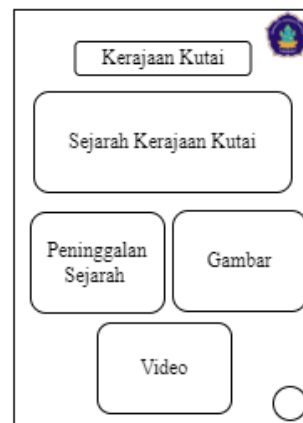 Kerajaan Kutai
Sejarah Kerajaan Kutai
Peninggalan
Sejarah
Gambar
Video